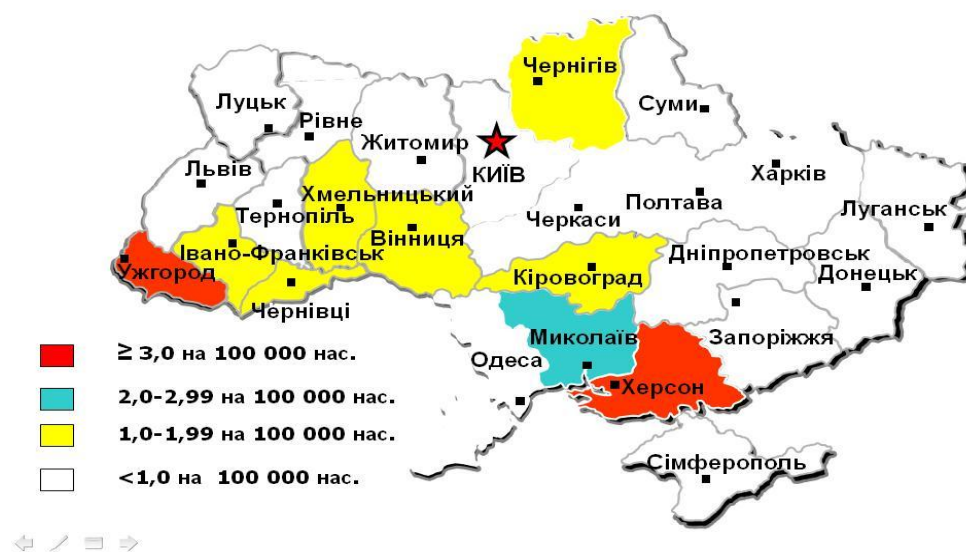 Чернігів
Луцьк
Суми
Рівне
Житомир
Львів
КИЇВ
Харків
Хмельницький
Тернопіль
Черкаси
Полтава
Луганськ
Вінниця
Івано-Франківськ
Ужгород
Кіровоград
Дніпропетровськ
Донецьк
Чернівці
Миколаїв
Запоріжжя
Одеса
Херсон
Сімферополь
≥ 3,0 на 100 000 нас.
2,0-2,99 на 100 000 нас.
1,0-1,99 на 100 000 нас.
<1,0 на 100 000 нас.